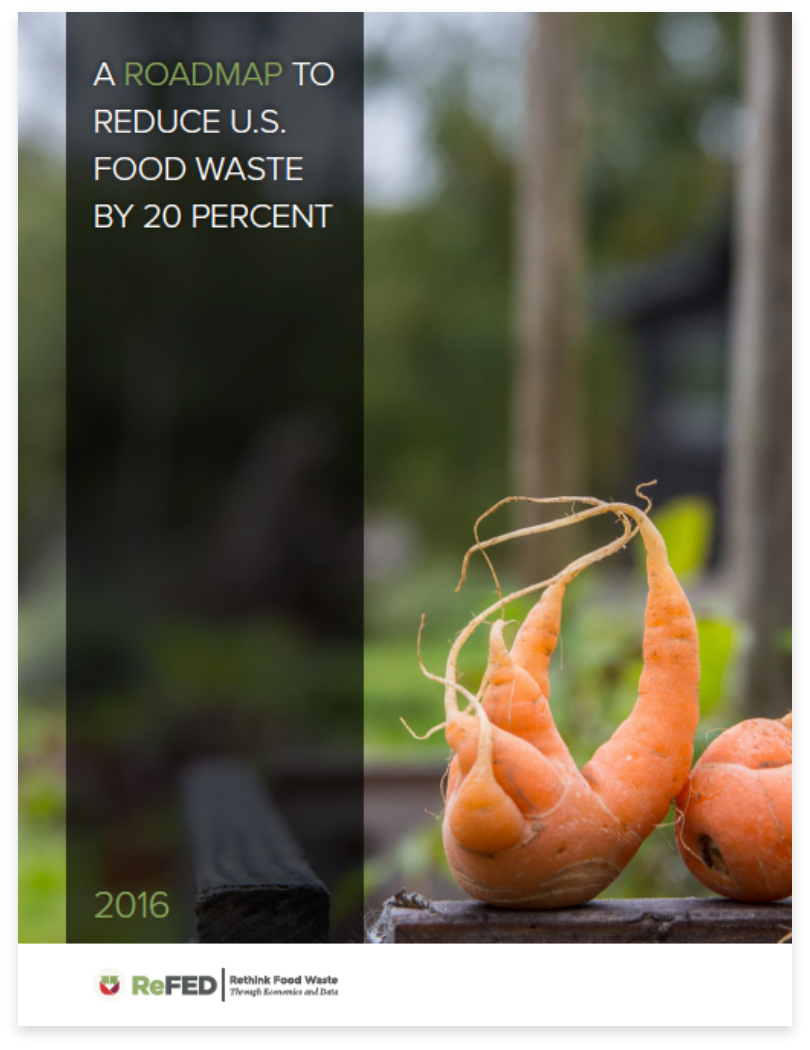 A ROADMAP TO
REDUCE U.S.
FOOD WASTE
BY 20 PERCENT
2016
ReFED
Rethink Food Waste
Through Economics and Data